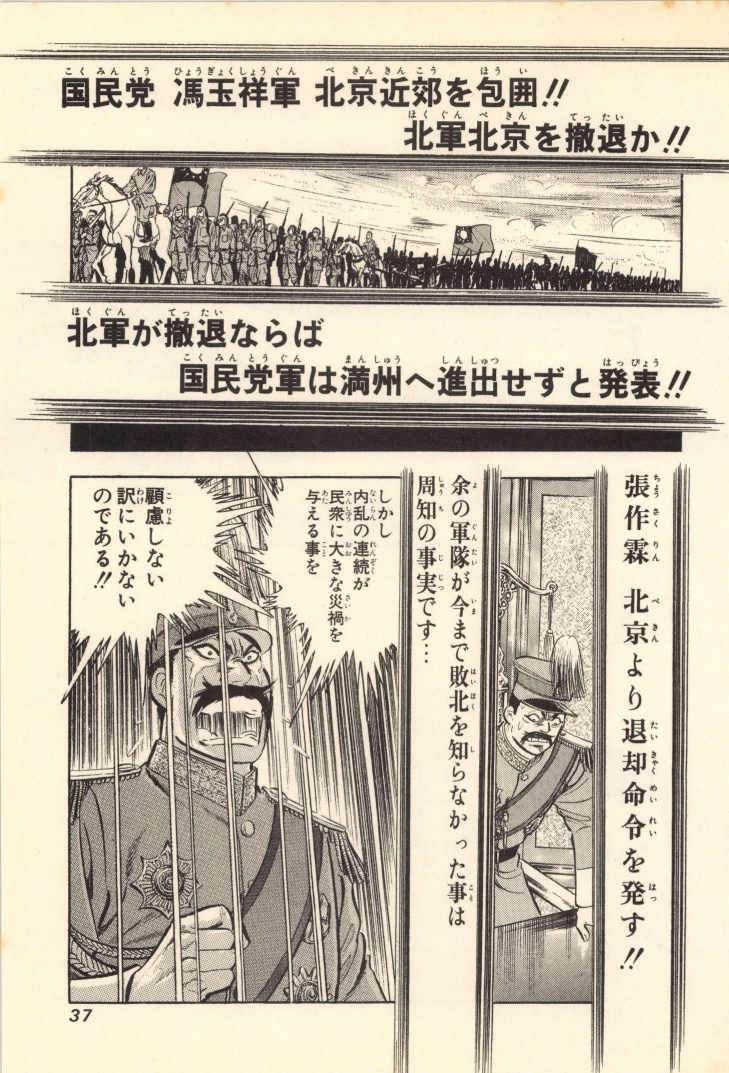 国民党 馮玉祥軍 北京近郊を包囲!!
北軍北京を撤退か!!
北軍が撤退ならば
国民党軍は満州へ進出せずと発表!!
張作霖 北京より退却命令を発す!!
余の軍隊が今まで敗北を知らなかった事は
周知の事実です…
しかし
内乱の連続が
民衆に大きな災禍を
与える事を
顧慮しない
訳にいかない
のである!!
37